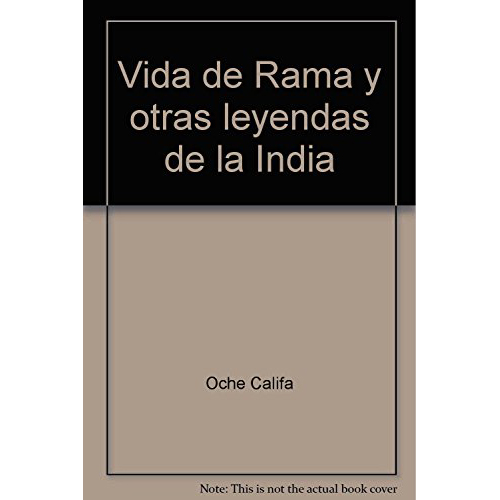 Vida de Rama y
otras leyendas
de la India
Oche Califa
Note: This is not the actual book cover